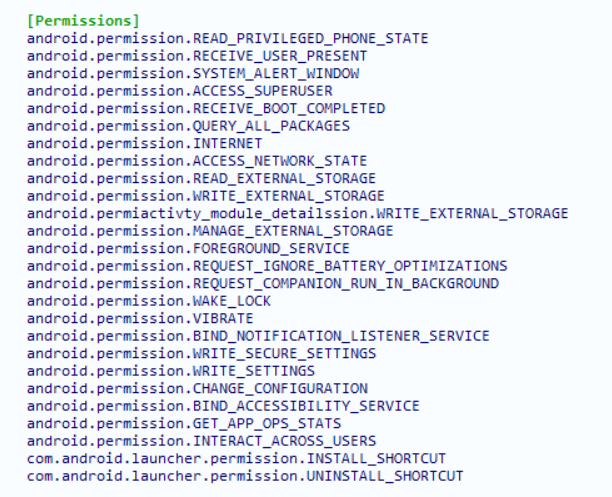 [Permissions]
android.permission.READ_PRIVILEGED_PHONE_STATE
android.permission.RECEIVE_USER_PRESENT
android.permission.SYSTEM_ALERT_WINDOW
android.permission.ACCESS_SUPERUSER
android.permission.RECEIVE_BOOT_COMPLETED
android.permission.QUERY_ALL_PACKAGES
android.permission.INTERNET
android.permission.ACCESS_NETWORK_STATE
android.permission.READ_EXTERNAL_STORAGE
android.permission.WRITE_EXTERNAL_STORAGE
android.permiactivty_module_detailssion.WRITE_EXTERNAL_STORAGE
android.permission.MANAGE_EXTERNAL_STORAGE
android.permission.FOREGROUND_SERVICE
android.permission.REQUEST_IGNORE_BATTERY_OPTIMIZATIONS
android.permission.REQUEST_COMPANION_RUN_IN_BACKGROUND
android.permission.WAKE_LOCK
android.permission.VIBRATE
android.permission.BIND_NOTIFICATION_LISTENER_SERVICE
android.permission.WRITE_SECURE_SETTINGS
android.permission.WRITE_SETTINGS
android.permission.CHANGE_CONFIGURATION
android.permission.BIND_ACCESSIBILITY_SERVICE
android.permission.GET_APP_OPS_STATS
android.permission.INTERACT_ACROSS_USERS
com.android.launcher.permission.INSTALL_SHORTCUT
com.android.launcher.permission.UNINSTALL_SHORTCUT